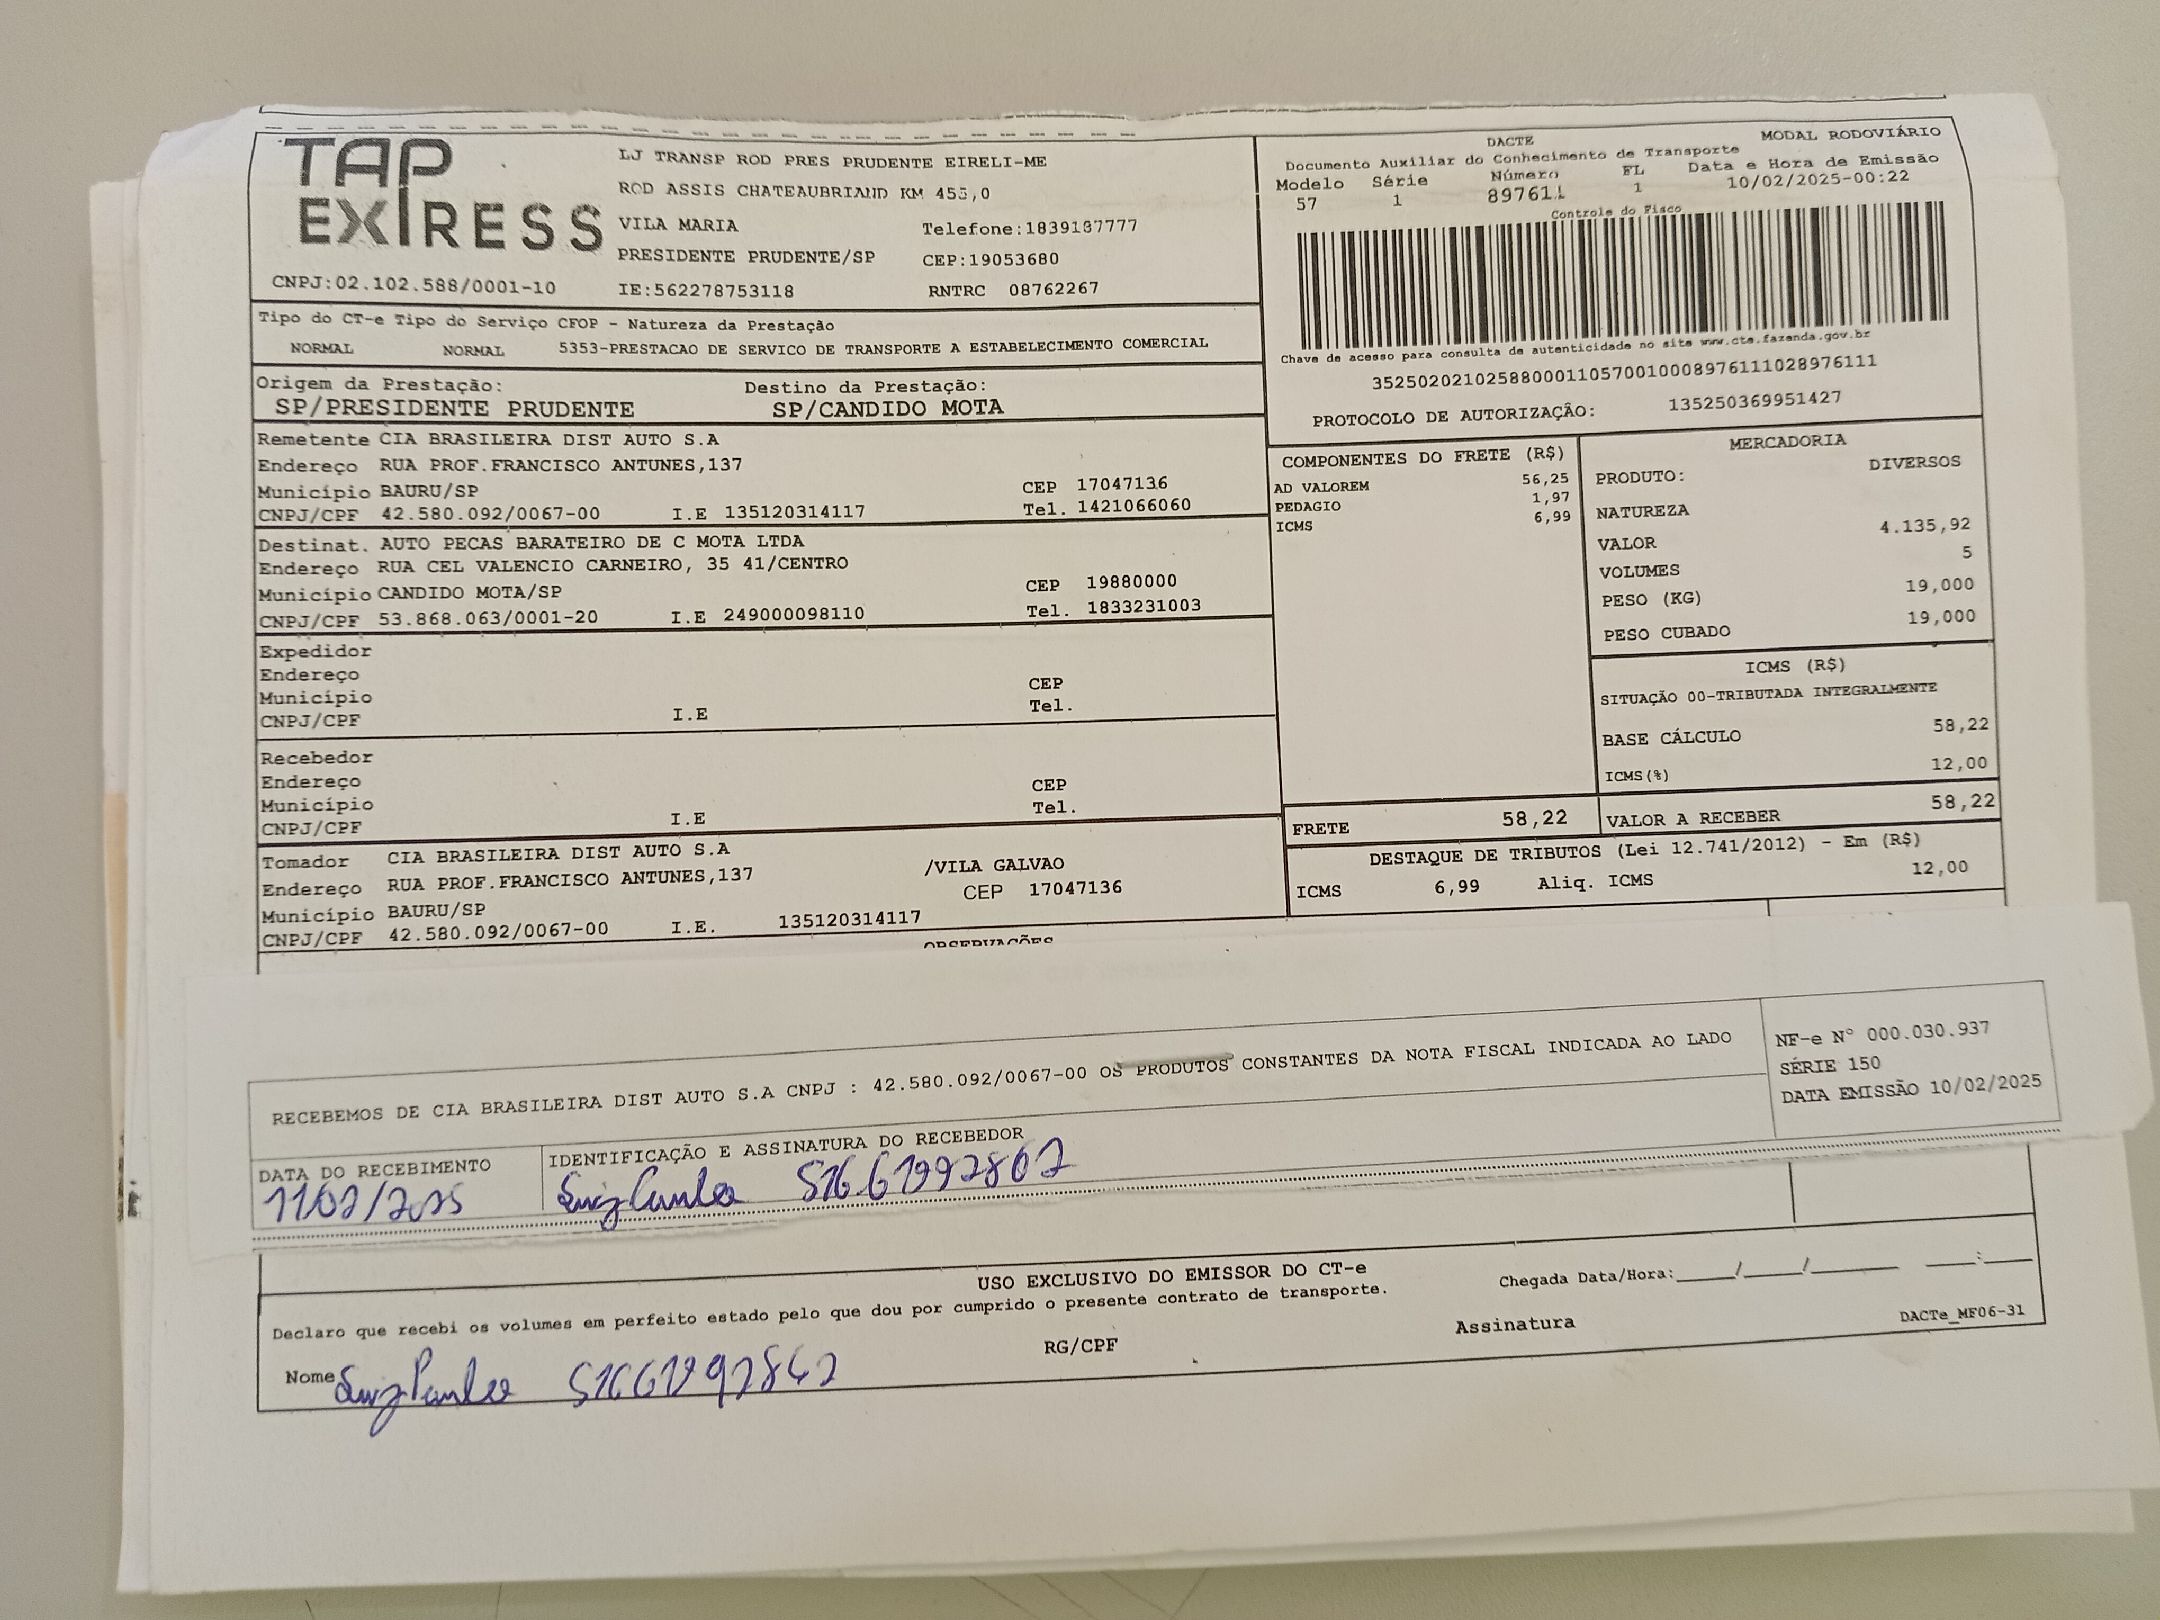 TAP
EXPRESS
LJ TRANSP ROD PRES PRUDENTE EIRELI-ME
ROD ASSIS CHATEAUBRIAND KM 455,0
VILA MARIA Telefone:1839187777
PRESIDENTE PRUDENTE/SP CEP:19053680
CNPJ:02.102.588/0001-10 IE:562278753118 RNTRC 08762267
DACTE MODAL RODOVIÁRIO
Documento Auxiliar do Conhecimento de Transporte
Modelo Série Número FL Data e Hora de Emissão
57 1 897611 1 10/02/2025-00:22
Controle do Fisco
Chave de acesso para consulta de autenticidade no site www.cte.fazenda.gov.br
35250202102588000110570010008976111028976111
PROTOCOLO DE AUTORIZAÇÃO: 135250369951427
Tipo do CT-e Tipo do Serviço CFOP - Natureza da Prestação
NORMAL NORMAL 5353-PRESTACAO DE SERVICO DE TRANSPORTE A ESTABELECIMENTO COMERCIAL
Origem da Prestação: Destino da Prestação:
SP/PRESIDENTE PRUDENTE SP/CANDIDO MOTA
Remetente CIA BRASILEIRA DIST AUTO S.A
Endereço RUA PROF.FRANCISCO ANTUNES,137
Município BAURU/SP CEP 17047136
CNPJ/CPF 42.580.092/0067-00 I.E 135120314117 Tel. 1421066060
Destinat. AUTO PECAS BARATEIRO DE C MOTA LTDA
Endereço RUA CEL VALENCIO CARNEIRO, 35 41/CENTRO
Município CANDIDO MOTA/SP CEP 19880000
CNPJ/CPF 53.868.063/0001-20 I.E 249000098110 Tel. 1833231003
Expedidor
Endereço
Município CEP
CNPJ/CPF I.E Tel.
Recebedor
Endereço CEP
Município Tel.
CNPJ/CPF I.E
Tomador CIA BRASILEIRA DIST AUTO S.A
Endereço RUA PROF.FRANCISCO ANTUNES,137 /VILA GALVAO
Município BAURU/SP CEP 17047136
CNPJ/CPF 42.580.092/0067-00 I.E. 135120314117
OBSERVAÇÕES
COMPONENTES DO FRETE (R$)
AD VALOREM 56,25
PEDAGIO 1,97
ICMS 6,99
MERCADORIA
PRODUTO: DIVERSOS
NATUREZA
VALOR 4.135,92
VOLUMES 5
PESO (KG) 19,000
PESO CUBADO 19,000
ICMS (R$)
SITUAÇÃO 00-TRIBUTADA INTEGRALMENTE
BASE CÁLCULO 58,22
ICMS(%) 12,00
FRETE 58,22 VALOR A RECEBER 58,22
DESTAQUE DE TRIBUTOS (Lei 12.741/2012) - Em (R$)
ICMS 6,99 Aliq. ICMS 12,00
RECEBEMOS DE CIA BRASILEIRA DIST AUTO S.A CNPJ : 42.580.092/0067-00 OS PRODUTOS CONSTANTES DA NOTA FISCAL INDICADA AO LADO
NF-e N° 000.030.937
SÉRIE 150
DATA EMISSÃO 10/02/2025
DATA DO RECEBIMENTO IDENTIFICAÇÃO E ASSINATURA DO RECEBEDOR
11/02/2025 Luiz Paulo
USO EXCLUSIVO DO EMISSOR DO CT-e
Declaro que recebi os volumes em perfeito estado pelo que dou por cumprido o presente contrato de transporte.
Chegada Data/Hora:____/____/______ ___:___
Nome Luiz Paulo RG/CPF Assinatura
DACTe_MF06-31